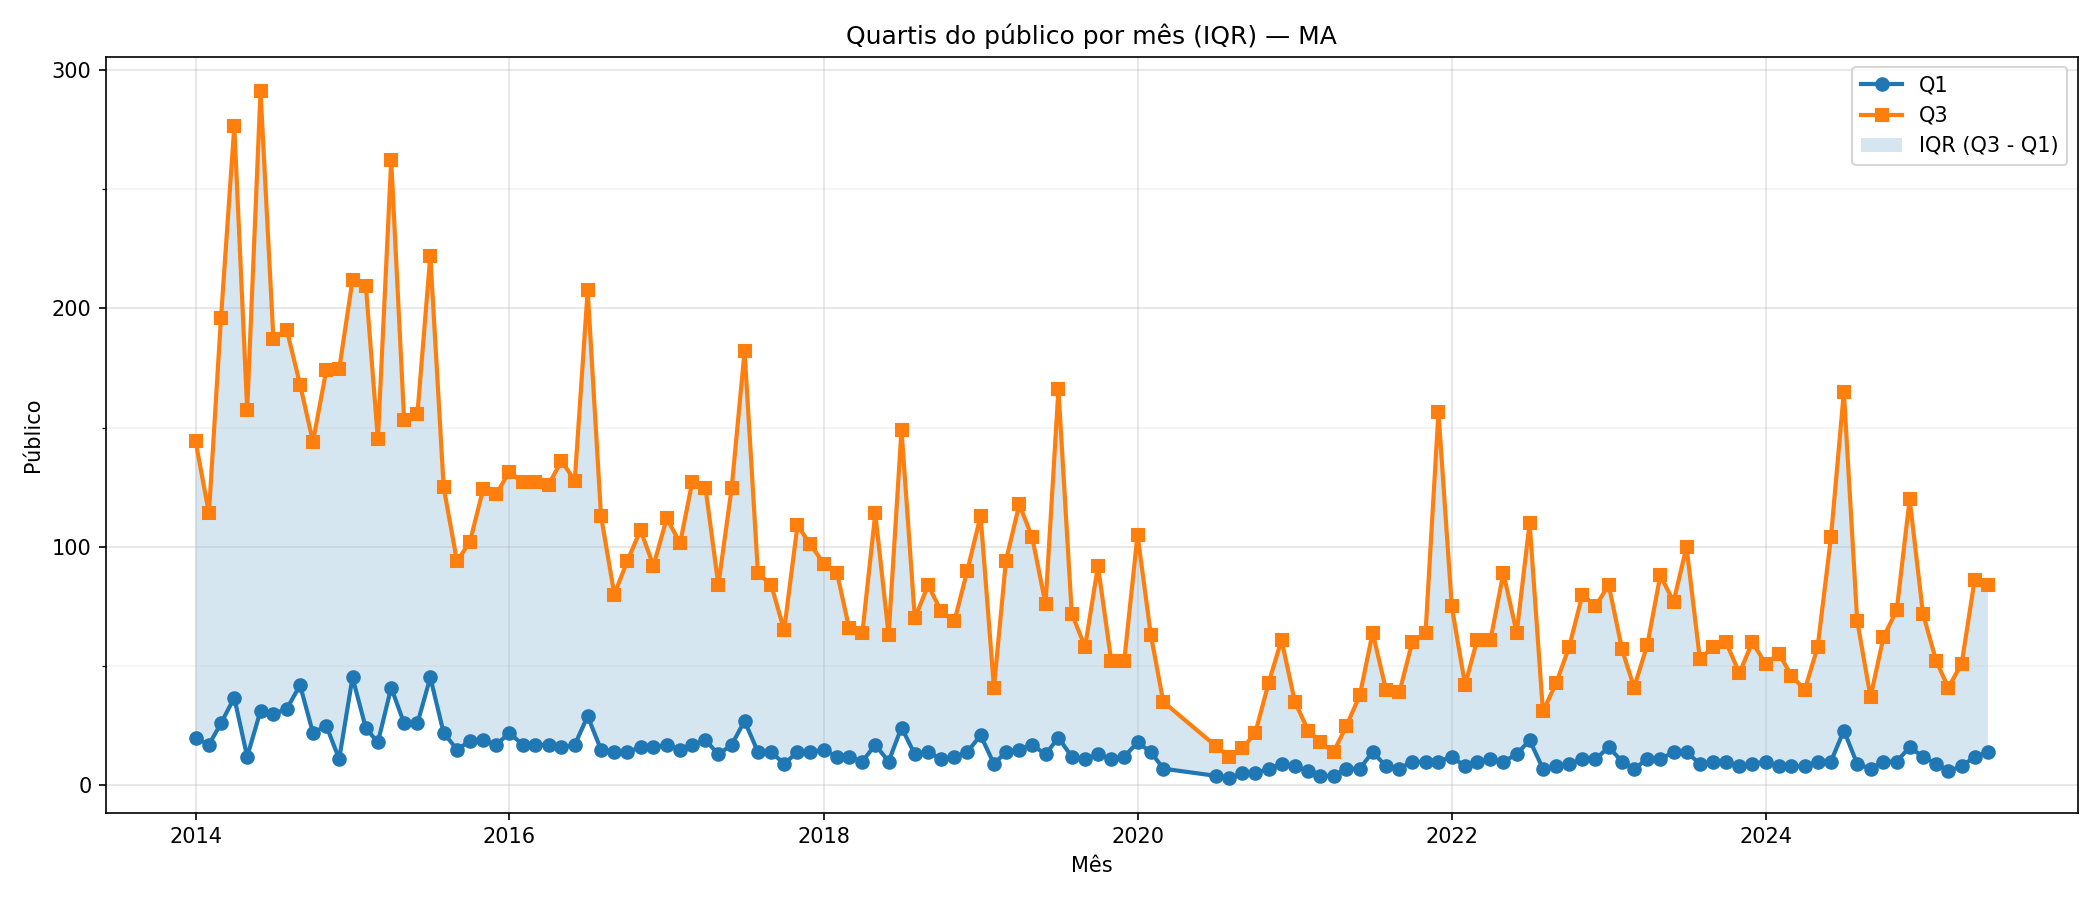 Quartis do público por mês (IQR) — MA
Q1
Q3
IQR (Q3 - Q1)
Público
300
200
100
0
2014
2016
2018
2020
2022
2024
Mês